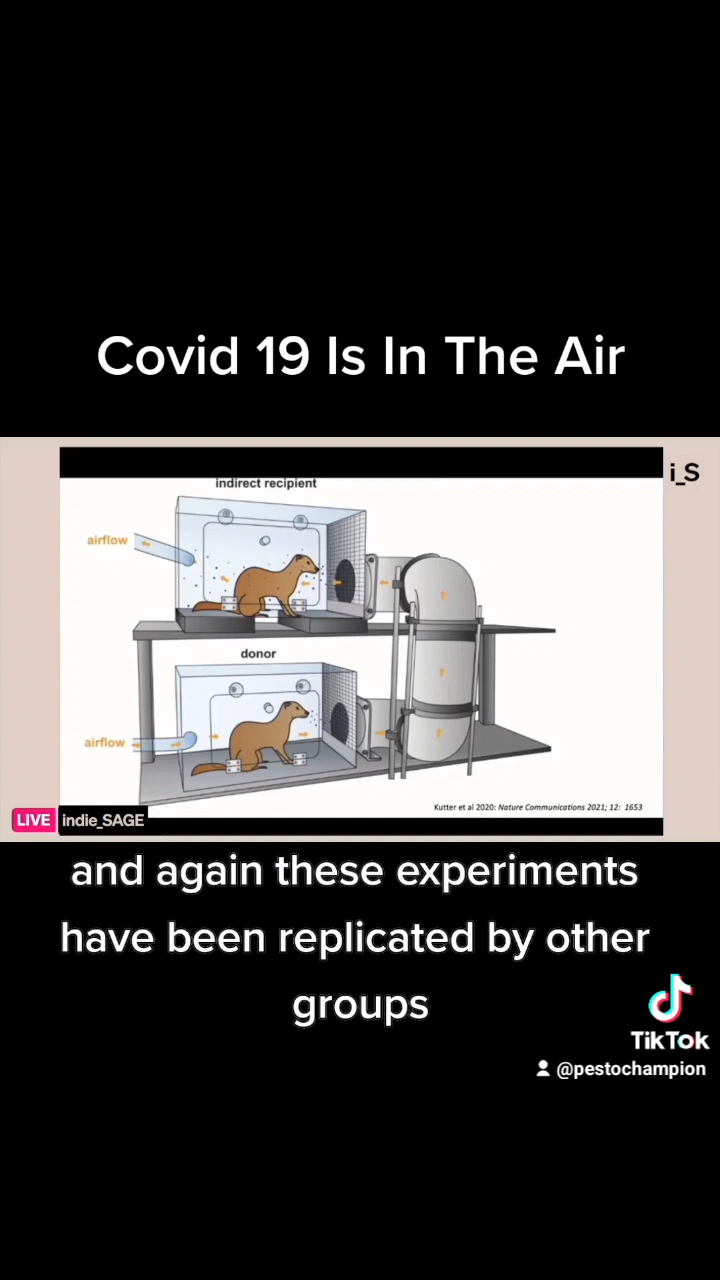 Covid 19 Is In The Air
i_S
indirect recipient
airflow
donor
airflow
Kutter et al 2020: Nature Communications 2021; 12: 1653
LIVE indie_SAGE
and again these experiments
have been replicated by other
groups
TikTok
@pestochampion